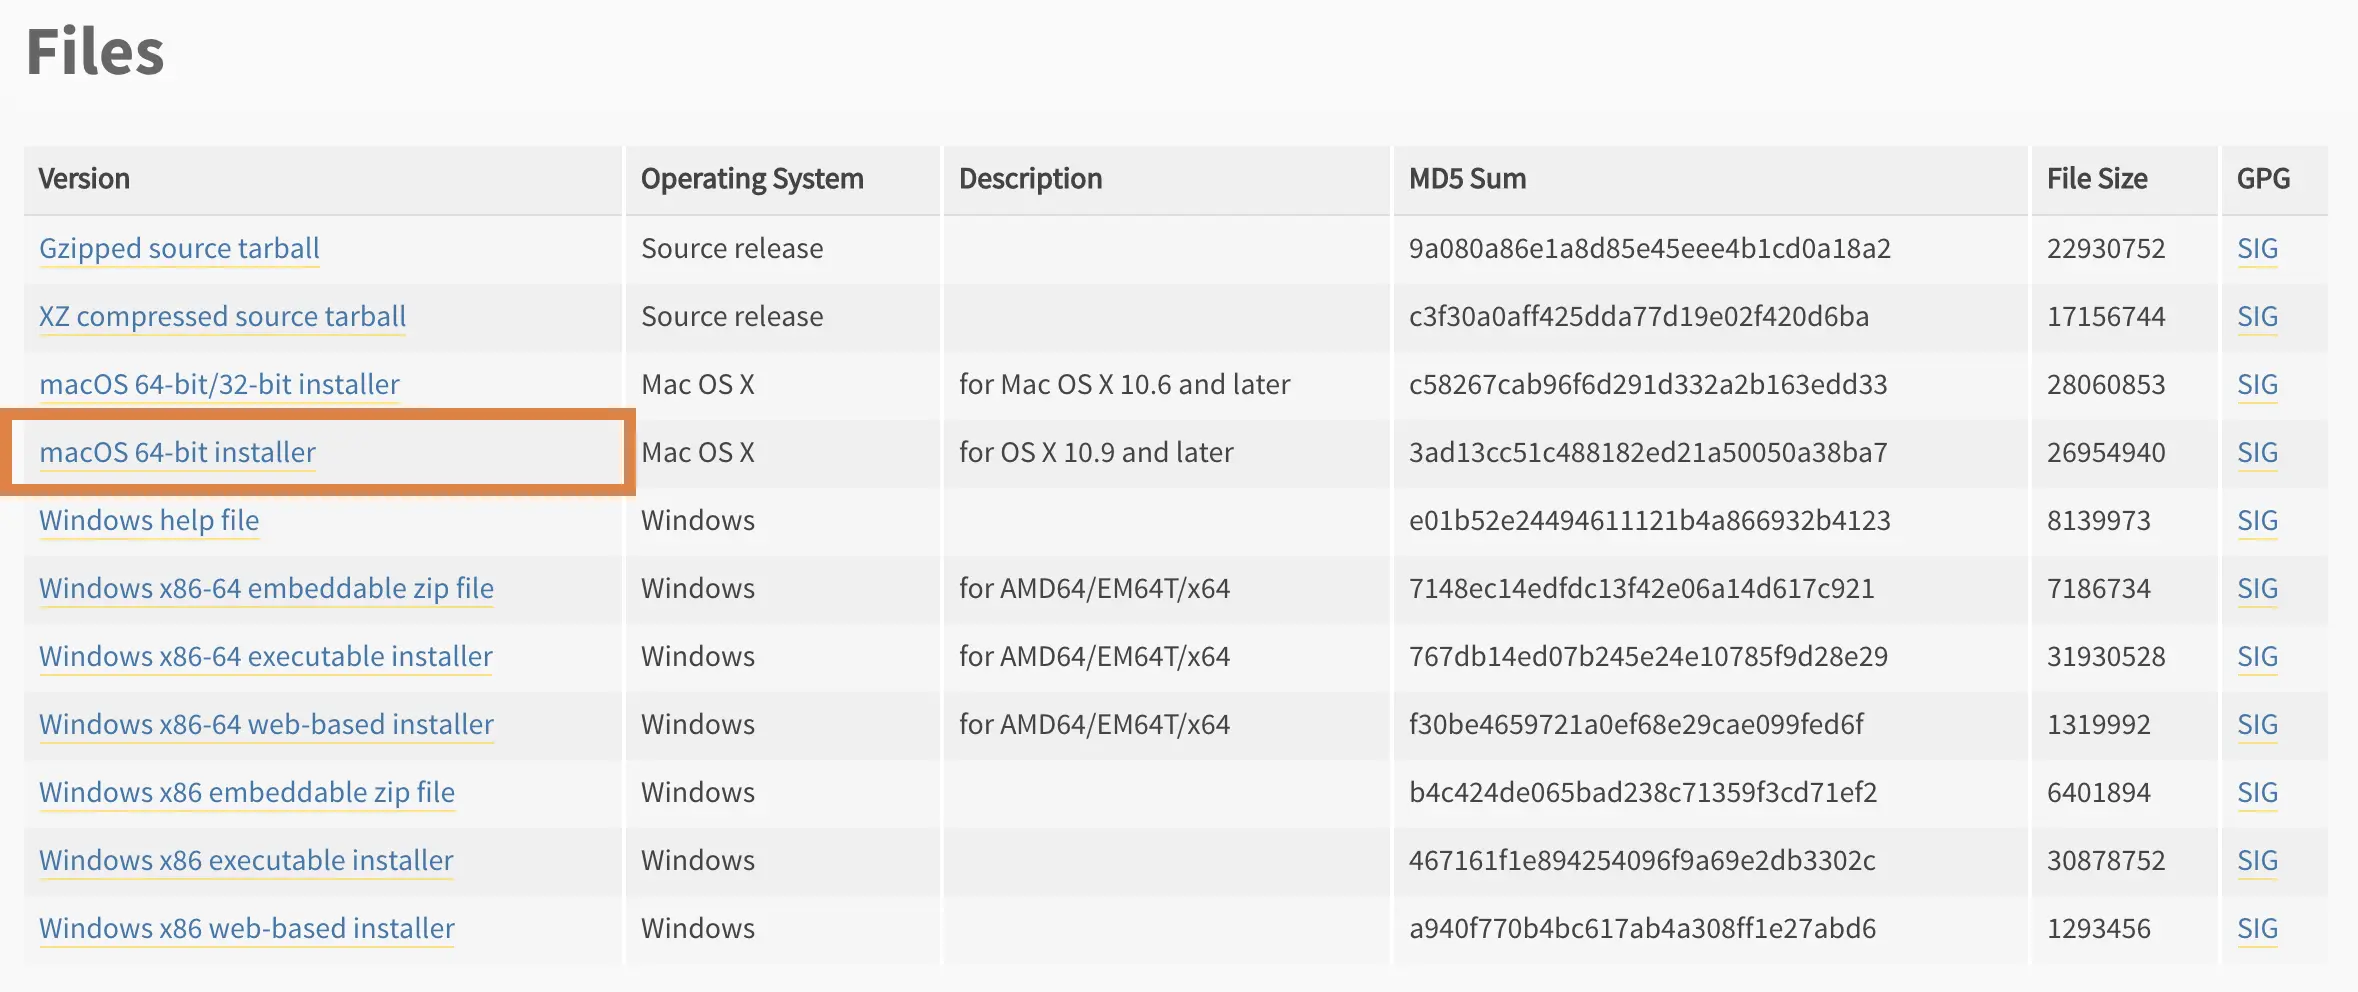 Files
Version Operating System Description MD5 Sum File Size GPG
Gzipped source tarball Source release 9a080a86e1a8d85e45eee4b1cd0a18a2 22930752 SIG
XZ compressed source tarball Source release c3f30a0aff425dda77d19e02f420d6ba 17156744 SIG
macOS 64-bit/32-bit installer Mac OS X for Mac OS X 10.6 and later c58267cab96f6d291d332a2b163edd33 28060853 SIG
macOS 64-bit installer Mac OS X for OS X 10.9 and later 3ad13cc51c488182ed21a50050a38ba7 26954940 SIG
Windows help file Windows e01b52e24494611121b4a866932b4123 8139973 SIG
Windows x86-64 embeddable zip file Windows for AMD64/EM64T/x64 7148ec14edfdc13f42e06a14d617c921 7186734 SIG
Windows x86-64 executable installer Windows for AMD64/EM64T/x64 767db14ed07b245e24e10785f9d28e29 31930528 SIG
Windows x86-64 web-based installer Windows for AMD64/EM64T/x64 f30be4659721a0ef68e29cae099fed6f 1319992 SIG
Windows x86 embeddable zip file Windows b4c424de065bad238c71359f3cd71ef2 6401894 SIG
Windows x86 executable installer Windows 467161f1e894254096f9a69e2db3302c 30878752 SIG
Windows x86 web-based installer Windows a940f770b4bc617ab4a308ff1e27abd6 1293456 SIG